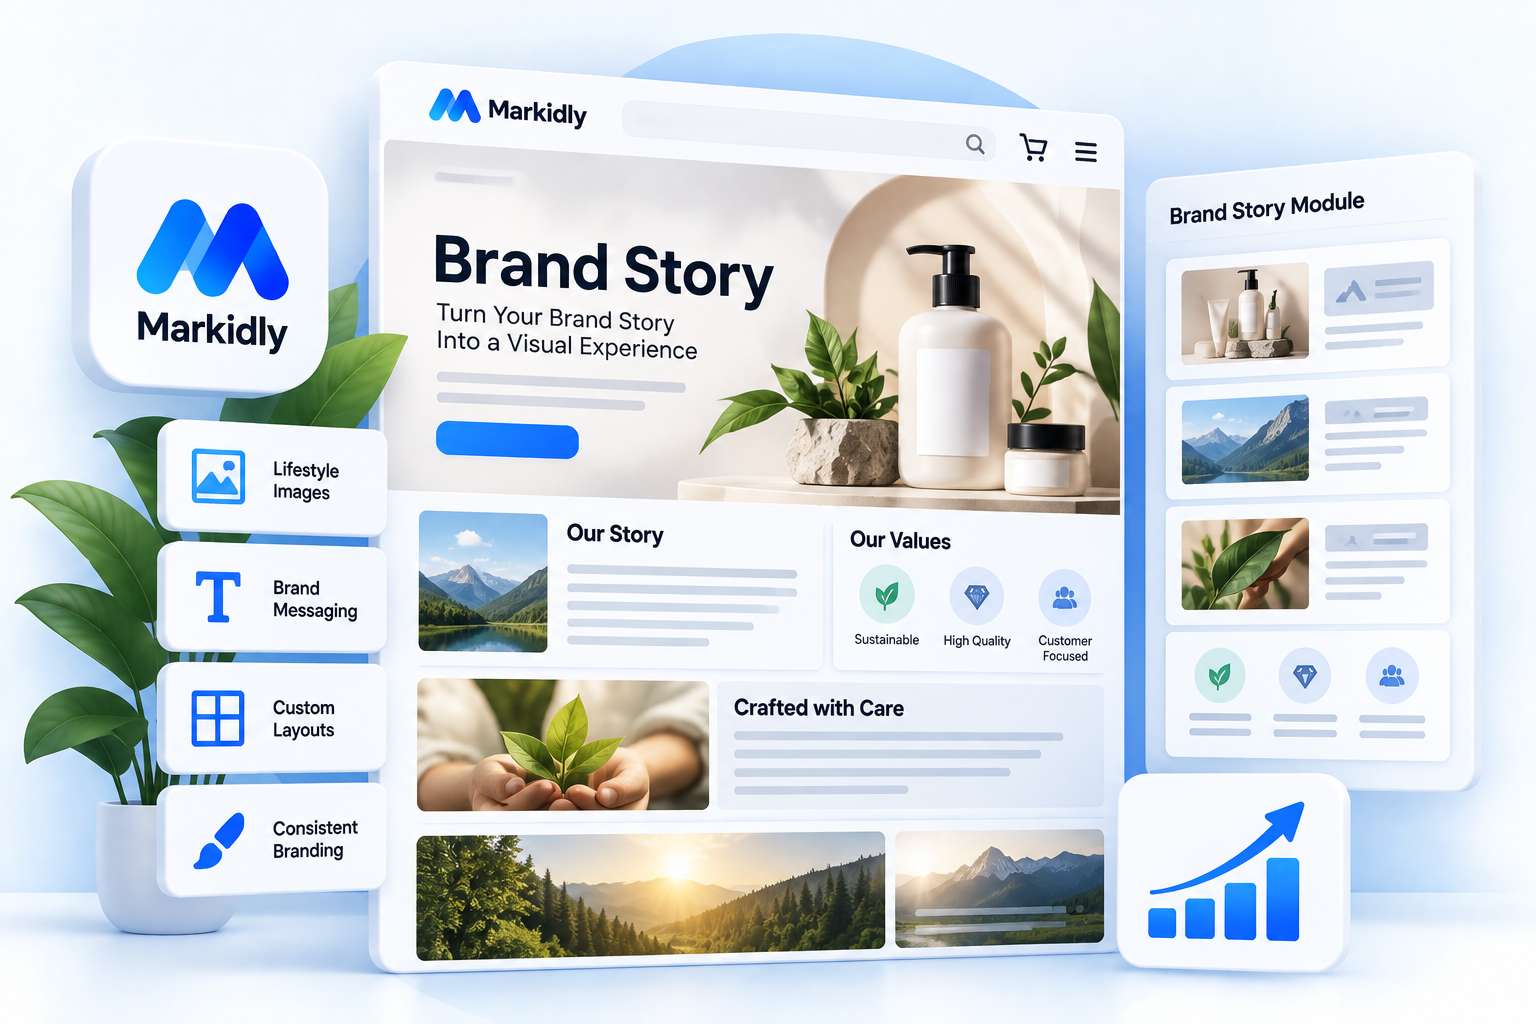 Markidly
Markidly
Brand Story
Turn Your Brand Story
Into a Visual Experience
Lifestyle
Images
Brand
Messaging
Custom
Layouts
Consistent
Branding
Our Story
Our Values
Sustainable
High Quality
Customer
Focused
Crafted with Care
Brand Story Module